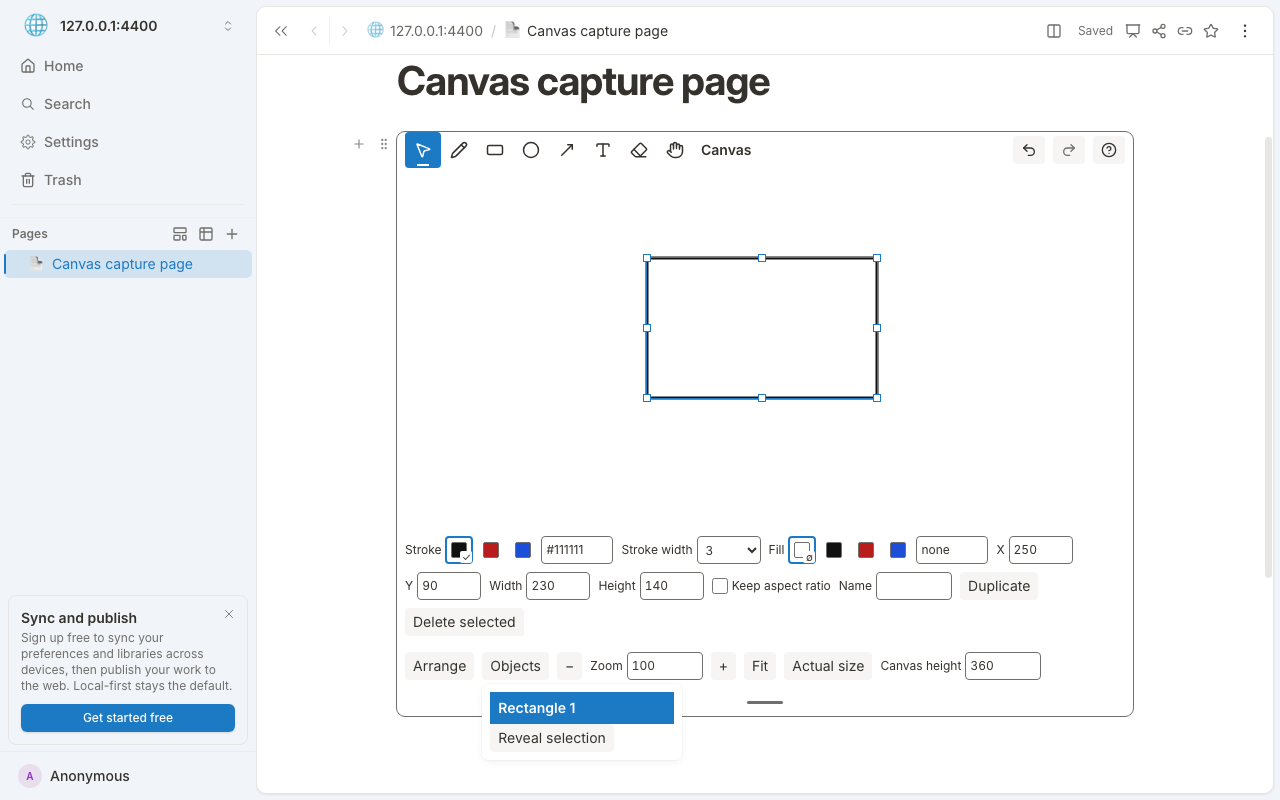 127.0.0.1:4400
Home
Search
Settings
Trash
Pages
Canvas capture page
Sync and publish
Sign up free to sync your
preferences and libraries across
devices, then publish your work to
the web. Local-first stays the default.
Get started free
A Anonymous
127.0.0.1:4400 / Canvas capture page
Saved
Canvas capture page
Canvas
Stroke #111111 Stroke width 3 Fill none X 250
Y 90 Width 230 Height 140 Keep aspect ratio Name Duplicate
Delete selected
Arrange Objects − Zoom 100 + Fit Actual size Canvas height 360
Rectangle 1
Reveal selection